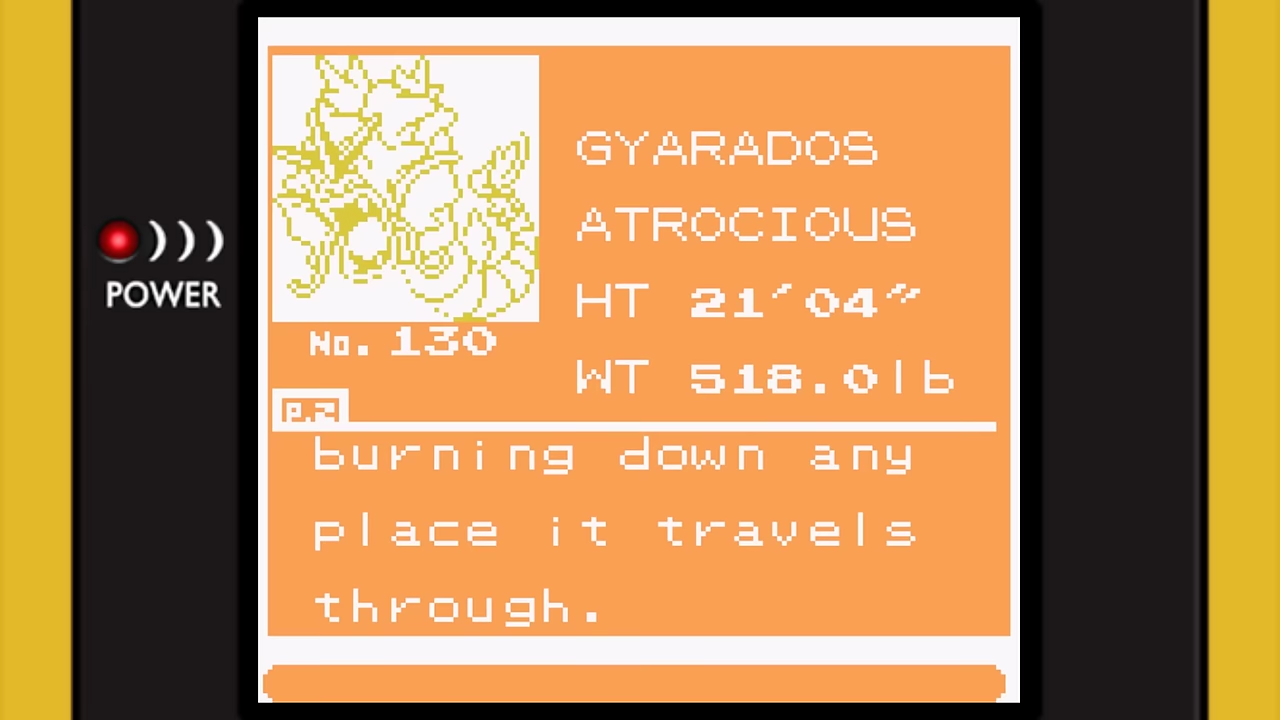 POWER
GYARADOS
ATROCIOUS
HT 21′04″
WT 518.0lb
No. 130
P.2
burning down any
place it travels
through.